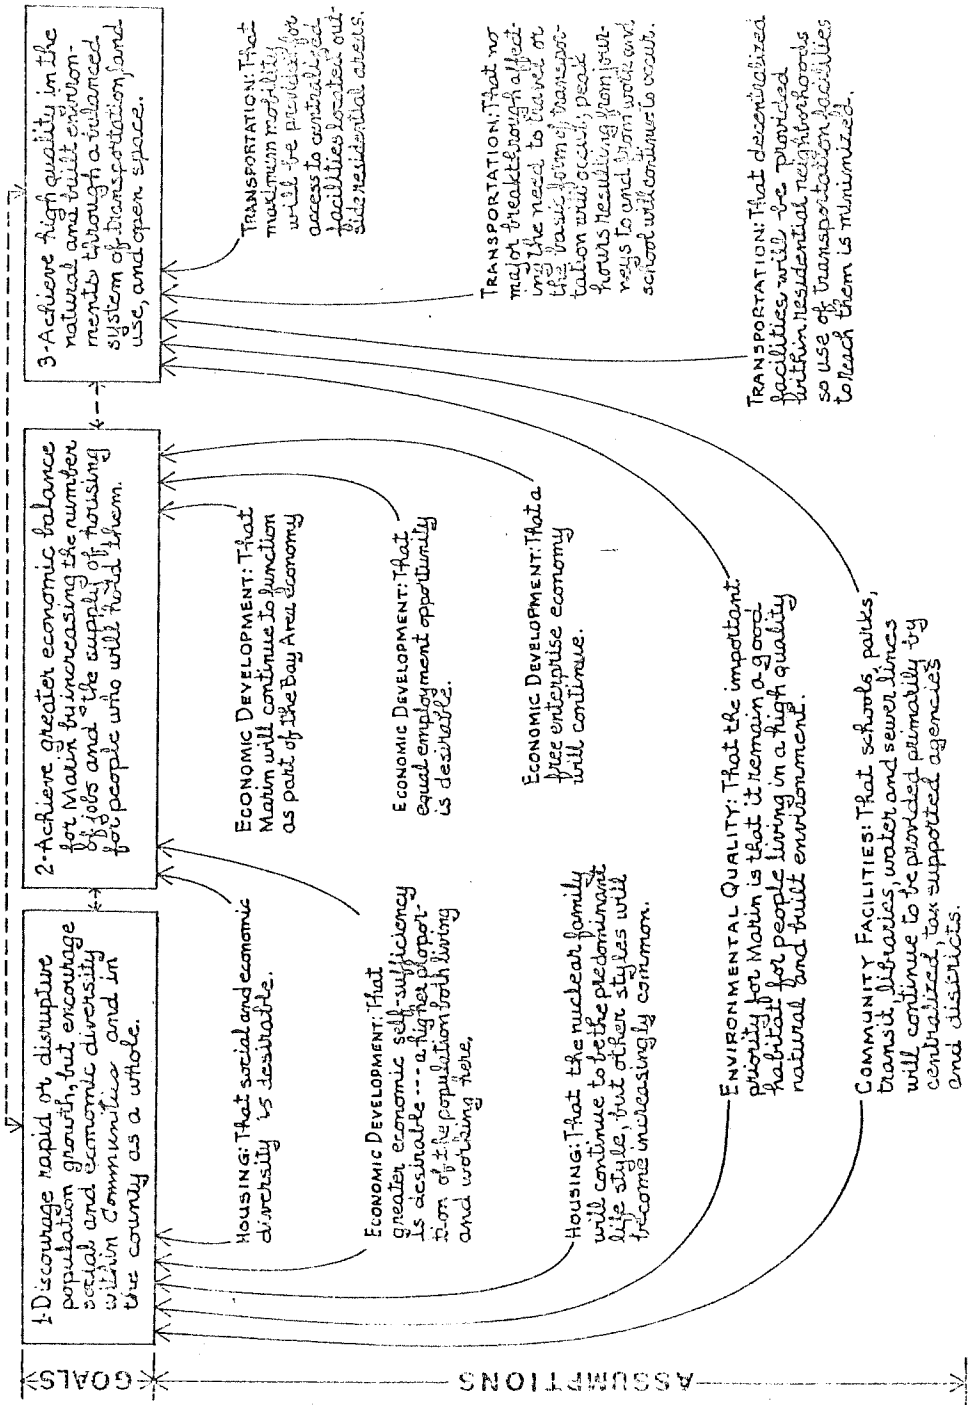 GOALS
1-Discourage rapid or disruptive
population growth, but encourage
social and economic diversity
within Communities and in
the county as a whole.
2-Achieve greater economic balance
for Marin by increasing the number
of jobs and the supply of housing
for people who will hold them.
3-Achieve high quality in the
natural and built environ-
ments through a balanced
system of transportation, land
use, and open space.
ASSUMPTIONS
HOUSING: That social and economic
diversity is desirable.
ECONOMIC DEVELOPMENT: That
greater economic self-sufficiency
is desirable---- a higher propor-
tion of the population both living
and working here.
HOUSING: That the nuclear family
will continue to be the predominant
life style, but other styles will
become increasingly common.
ENVIRONMENTAL QUALITY: That the important
priority for Marin is that it remain a good
habitat for people living in a high quality
natural and built environment.
COMMUNITY FACILITIES: That schools, parks,
transit, libraries, water and sewer lines
will continue to be provided primarily by
centralized, tax supported agencies
and districts.
ECONOMIC DEVELOPMENT: That
Marin will continue to function
as part of the Bay Area economy
ECONOMIC DEVELOPMENT: That
equal employment opportunity
is desirable.
ECONOMIC DEVELOPMENT: That a
free enterprise economy
will continue.
TRANSPORTATION: That
maximum mobility
will be provided for
access to centralized
facilities located out-
side residential areas.
TRANSPORTATION: That no
major breakthrough affect-
ing the need to travel or
the basic form of transpor-
tation will occur; peak
hours resulting from jour-
neys to and from work and
school will continue to occur.
TRANSPORTATION: That decentralized
facilities will be provided
within residential neighborhoods
so use of transportation facilities
to reach them is minimized.